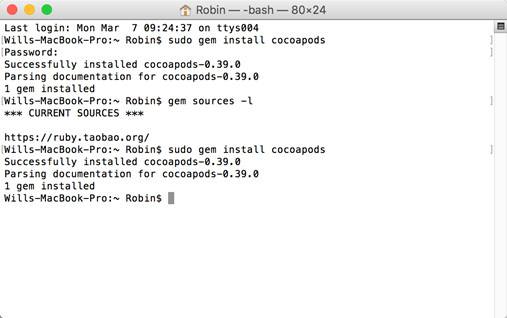 Robin — -bash — 80×24
Last login: Mon Mar  7 09:24:37 on ttys004
[Wills-MacBook-Pro:~ Robin$ sudo gem install cocoapods ]
[Password:
Successfully installed cocoapods-0.39.0
Parsing documentation for cocoapods-0.39.0
1 gem installed
[Wills-MacBook-Pro:~ Robin$ gem sources -l ]
*** CURRENT SOURCES ***
https://ruby.taobao.org/
[Wills-MacBook-Pro:~ Robin$ sudo gem install cocoapods ]
Successfully installed cocoapods-0.39.0
Parsing documentation for cocoapods-0.39.0
1 gem installed
Wills-MacBook-Pro:~ Robin$